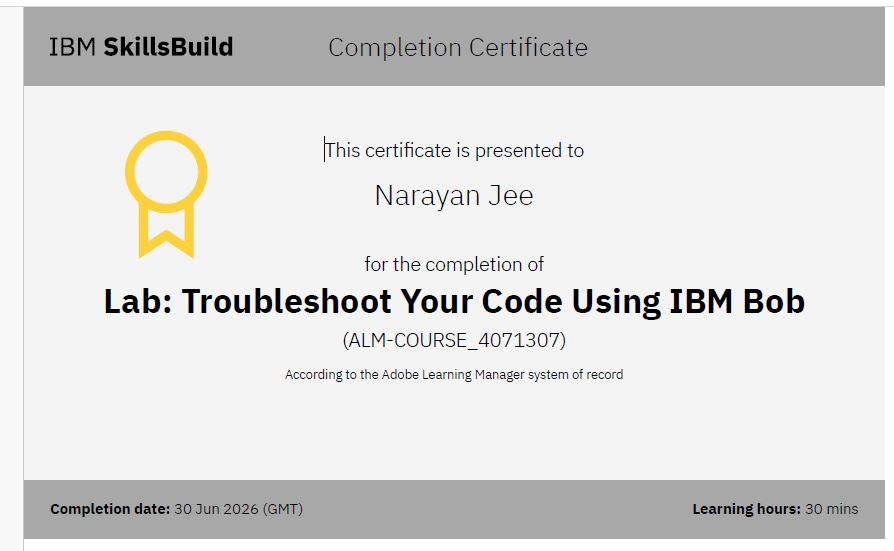 IBM SkillsBuild Completion Certificate
This certificate is presented to
Narayan Jee
for the completion of
Lab: Troubleshoot Your Code Using IBM Bob
(ALM-COURSE_4071307)
According to the Adobe Learning Manager system of record
Completion date: 30 Jun 2026 (GMT) Learning hours: 30 mins